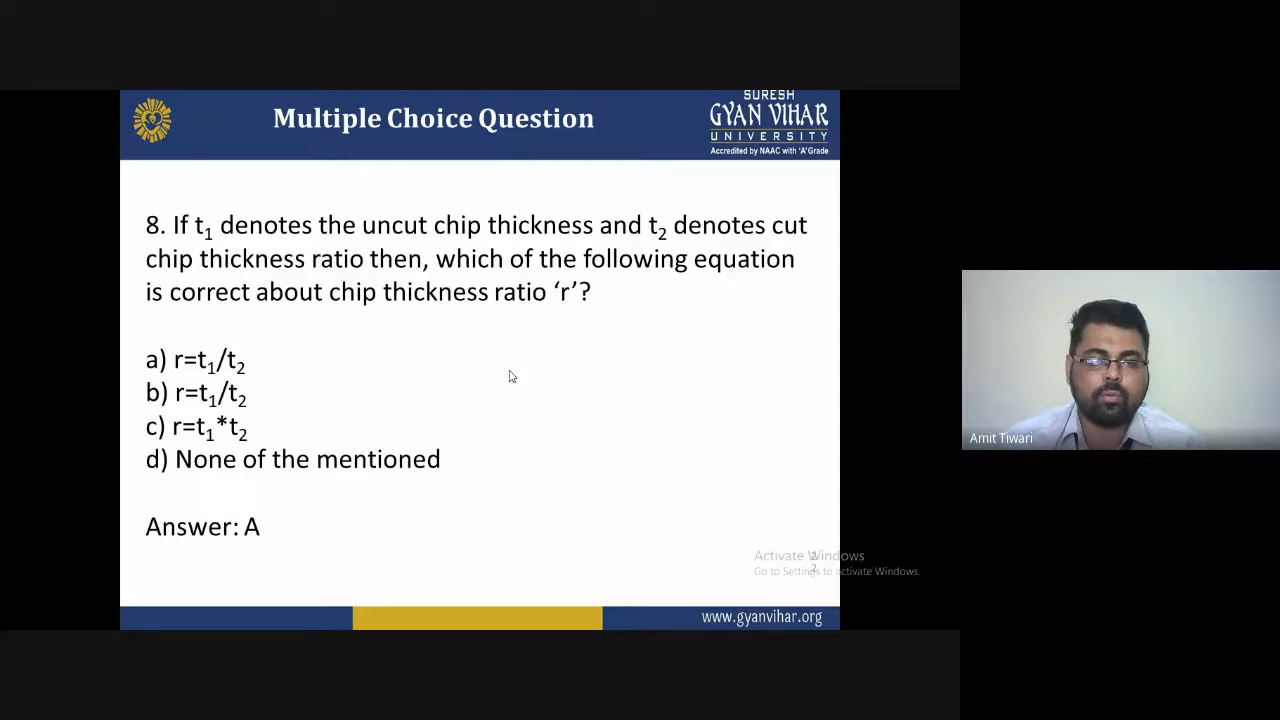 Multiple Choice Question
SURESH
GYAN VIHAR
UNIVERSITY
Accredited by NAAC with 'A' Grade
8. If t₁ denotes the uncut chip thickness and t₂ denotes cut
chip thickness ratio then, which of the following equation
is correct about chip thickness ratio ‘r’?
a) r=t₁/t₂
b) r=t₁/t₂
c) r=t₁*t₂
d) None of the mentioned
Answer: A
Amit Tiwari
Activate Windows
Go to Settings to activate Windows.
2
2
www.gyanvihar.org